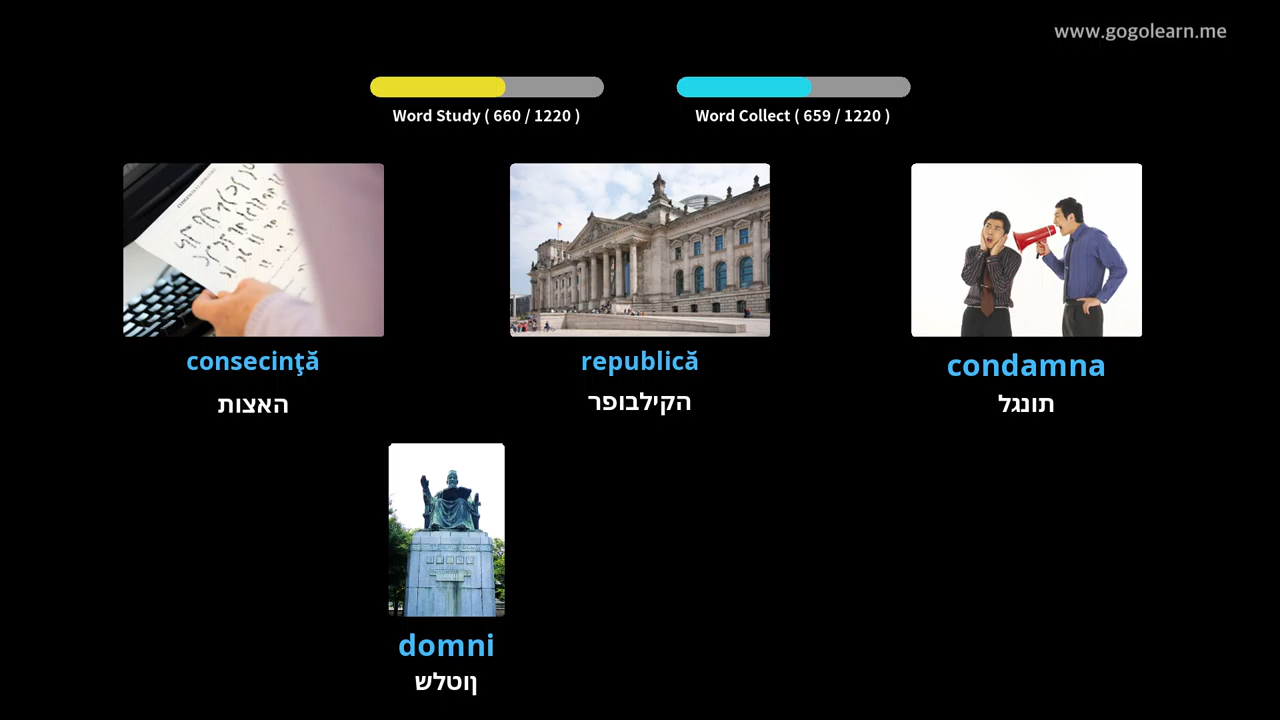 www.gogolearn.me
Word Study ( 660 / 1220 )
Word Collect ( 659 / 1220 )
consecinţă
האצות
republică
הקילבופר
condamna
תונגל
domni
ןוטלש